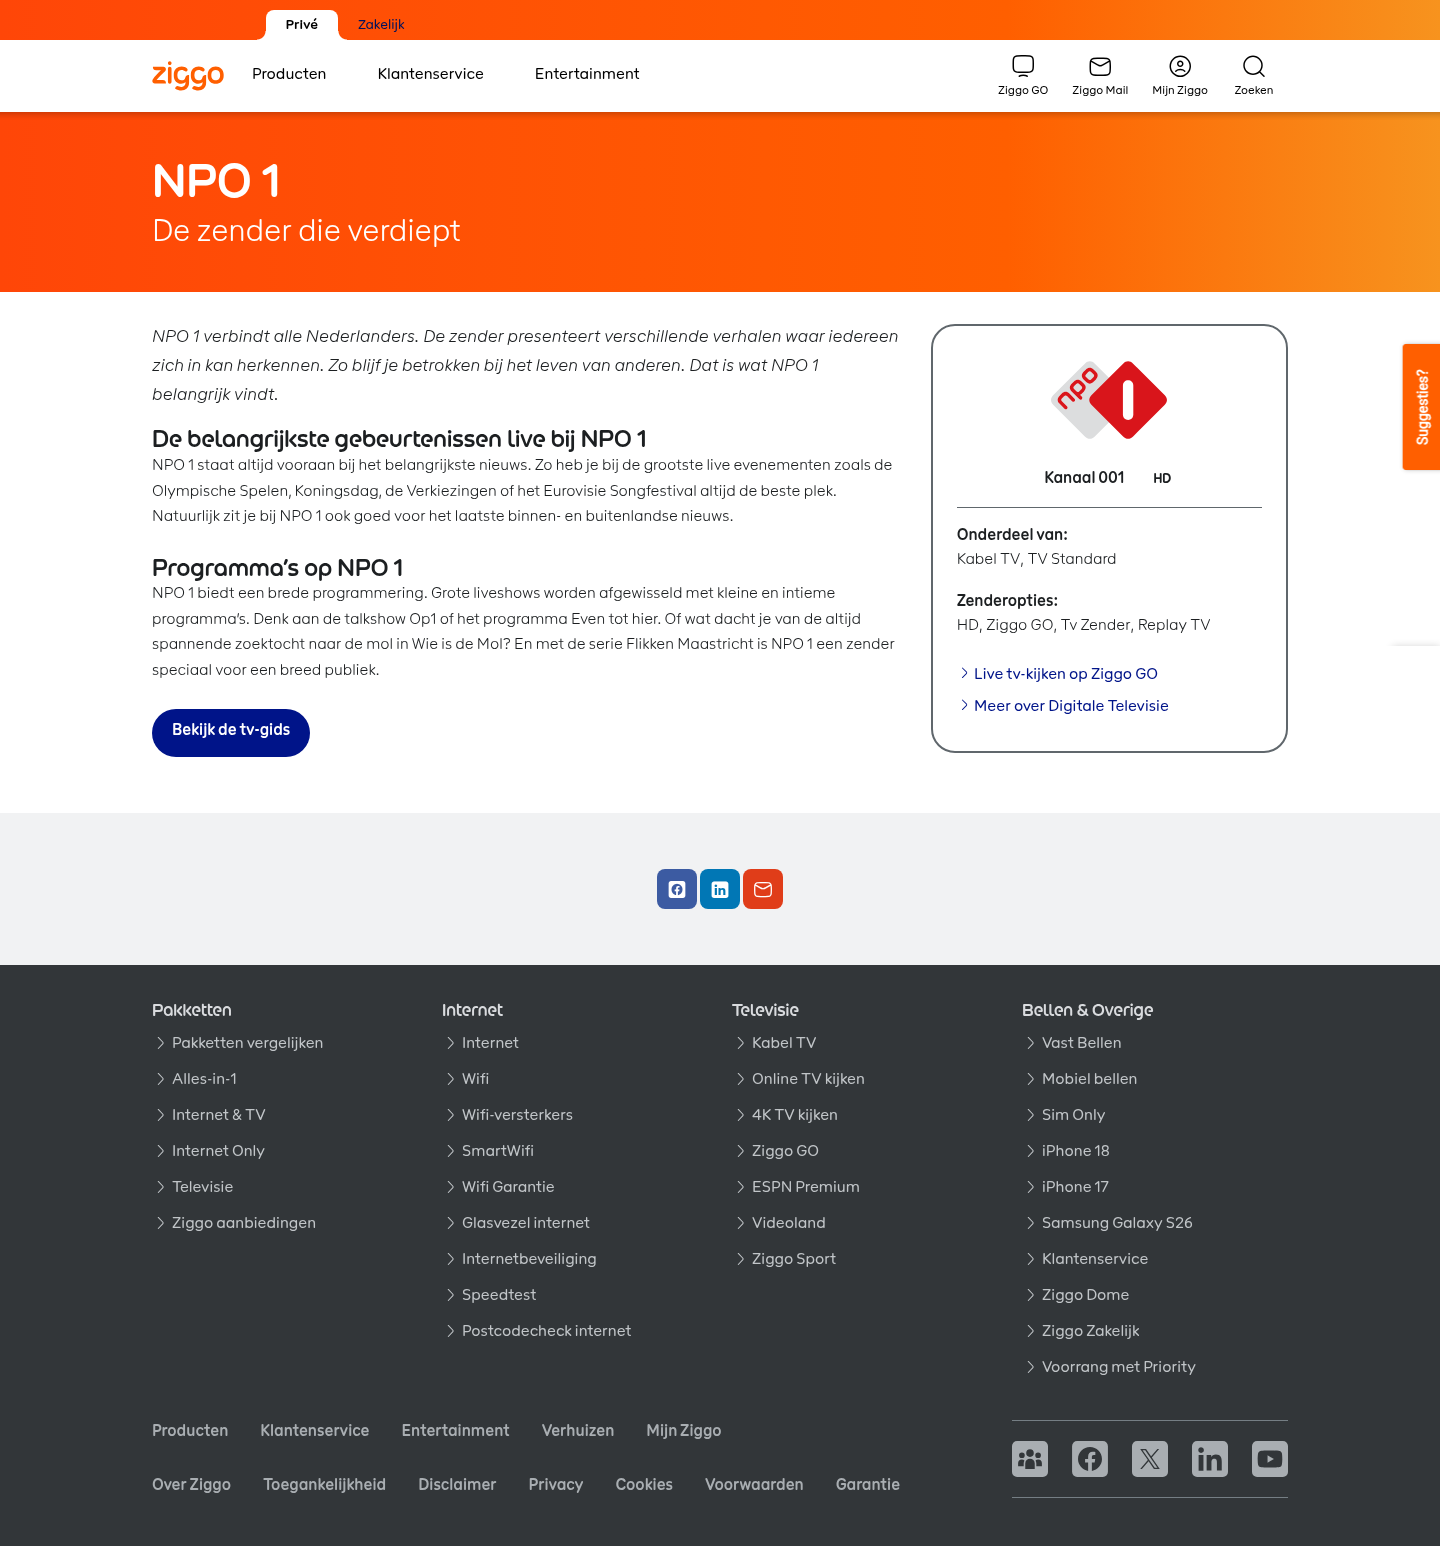 Privé
Zakelijk
ziggo
Producten
Klantenservice
Entertainment
Ziggo GO
Ziggo Mail
Mijn Ziggo
Zoeken
NPO 1
De zender die verdiept
NPO 1 verbindt alle Nederlanders. De zender presenteert verschillende verhalen waar iedereen
zich in kan herkennen. Zo blijf je betrokken bij het leven van anderen. Dat is wat NPO 1
belangrijk vindt.
De belangrijkste gebeurtenissen live bij NPO 1
NPO 1 staat altijd vooraan bij het belangrijkste nieuws. Zo heb je bij de grootste live evenementen zoals de
Olympische Spelen, Koningsdag, de Verkiezingen of het Eurovisie Songfestival altijd de beste plek.
Natuurlijk zit je bij NPO 1 ook goed voor het laatste binnen- en buitenlandse nieuws.
Programma's op NPO 1
NPO 1 biedt een brede programmering. Grote liveshows worden afgewisseld met kleine en intieme
programma's. Denk aan de talkshow Op1 of het programma Even tot hier. Of wat dacht je van de altijd
spannende zoektocht naar de mol in Wie is de Mol? En met de serie Flikken Maastricht is NPO 1 een zender
speciaal voor een breed publiek.
Bekijk de tv-gids
npo 1
Kanaal 001 HD
Onderdeel van:
Kabel TV, TV Standard
Zenderopties:
HD, Ziggo GO, Tv Zender, Replay TV
Live tv-kijken op Ziggo GO
Meer over Digitale Televisie
Suggesties?
Pakketten
Pakketten vergelijken
Alles-in-1
Internet & TV
Internet Only
Televisie
Ziggo aanbiedingen
Internet
Internet
Wifi
Wifi-versterkers
SmartWifi
Wifi Garantie
Glasvezel internet
Internetbeveiliging
Speedtest
Postcodecheck internet
Televisie
Kabel TV
Online TV kijken
4K TV kijken
Ziggo GO
ESPN Premium
Videoland
Ziggo Sport
Bellen & Overige
Vast Bellen
Mobiel bellen
Sim Only
iPhone 18
iPhone 17
Samsung Galaxy S26
Klantenservice
Ziggo Dome
Ziggo Zakelijk
Voorrang met Priority
Producten
Klantenservice
Entertainment
Verhuizen
Mijn Ziggo
Over Ziggo
Toegankelijkheid
Disclaimer
Privacy
Cookies
Voorwaarden
Garantie